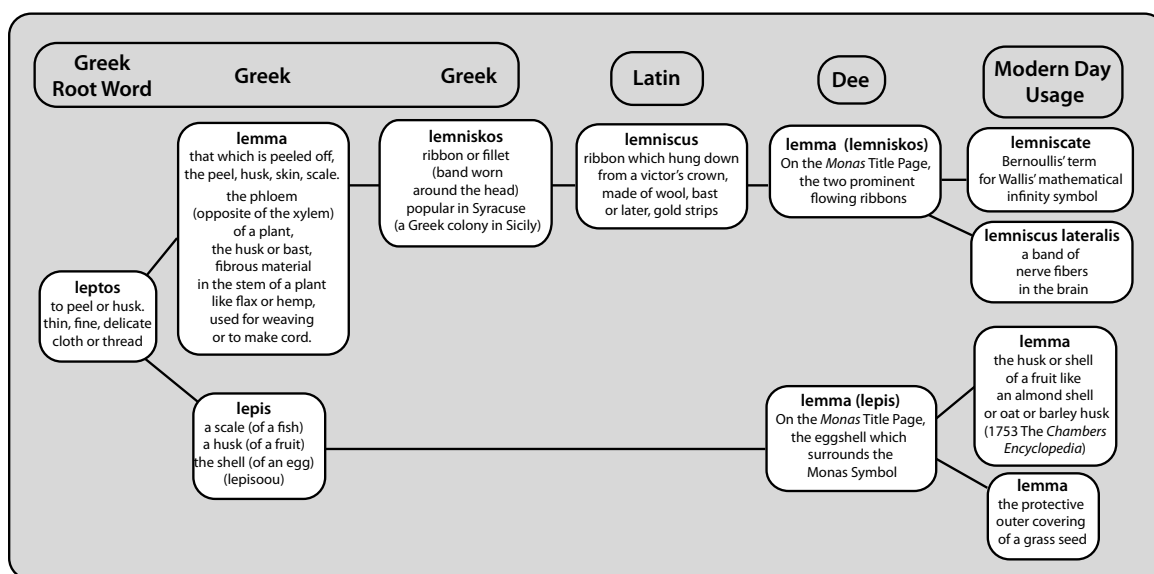 Greek
Root Word
Greek
Greek
Latin
Dee
Modern Day
Usage
leptos
to peel or husk.
thin, fine, delicate
cloth or thread
lemma
that which is peeled off,
the peel, husk, skin, scale.
the phloem
(opposite of the xylem)
of a plant,
the husk or bast,
fibrous material
in the stem of a plant
like flax or hemp,
used for weaving
or to make cord.
lemniskos
ribbon or fillet
(band worn
around the head)
popular in Syracuse
(a Greek colony in Sicily)
lemniscus
ribbon which hung down
from a victor's crown,
made of wool, bast
or later, gold strips
lemma (lemniskos)
On the Monas Title Page,
the two prominent
flowing ribbons
lemniscate
Bernoullis' term
for Wallis' mathematical
infinity symbol
lemniscus lateralis
a band of
nerve fibers
in the brain
lepis
a scale (of a fish)
a husk (of a fruit)
the shell (of an egg)
(lepisoou)
lemma (lepis)
On the Monas Title Page,
the eggshell which
surrounds the
Monas Symbol
lemma
the husk or shell
of a fruit like
an almond shell
or oat or barley husk
(1753 The Chambers
Encyclopedia)
lemma
the protective
outer covering
of a grass seed